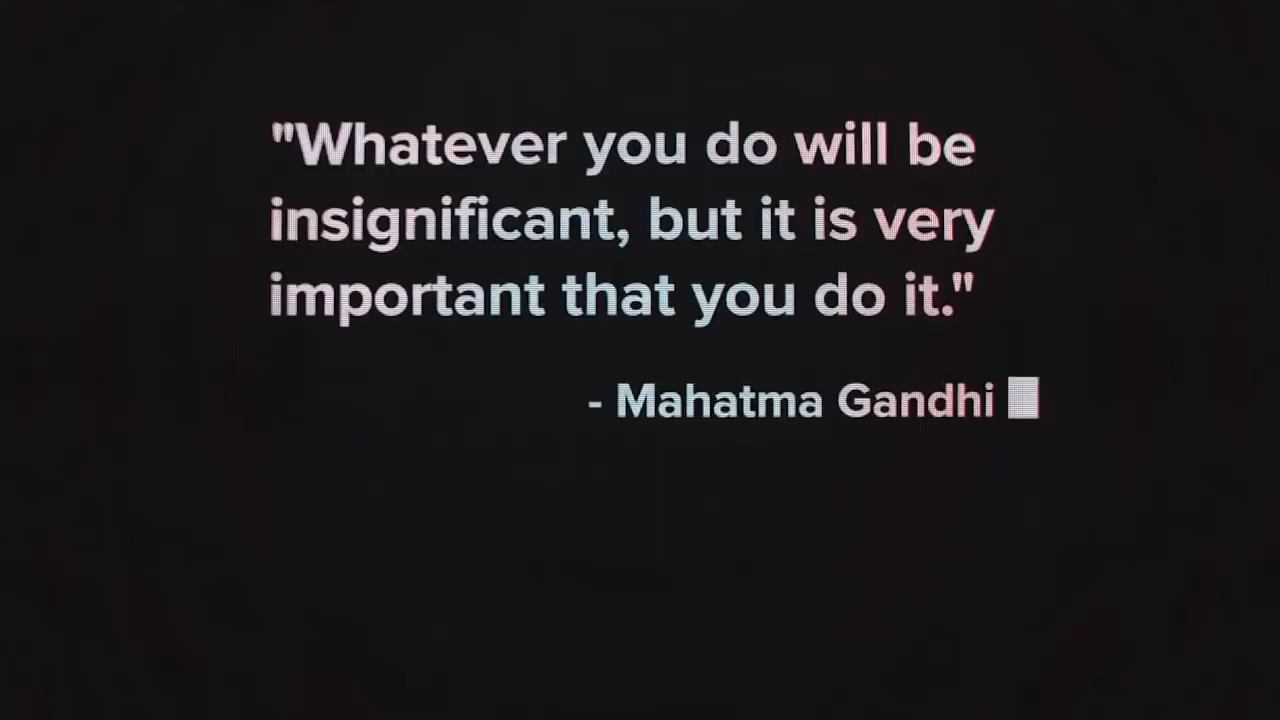 "Whatever you do will be
insignificant, but it is very
important that you do it."
- Mahatma Gandhi